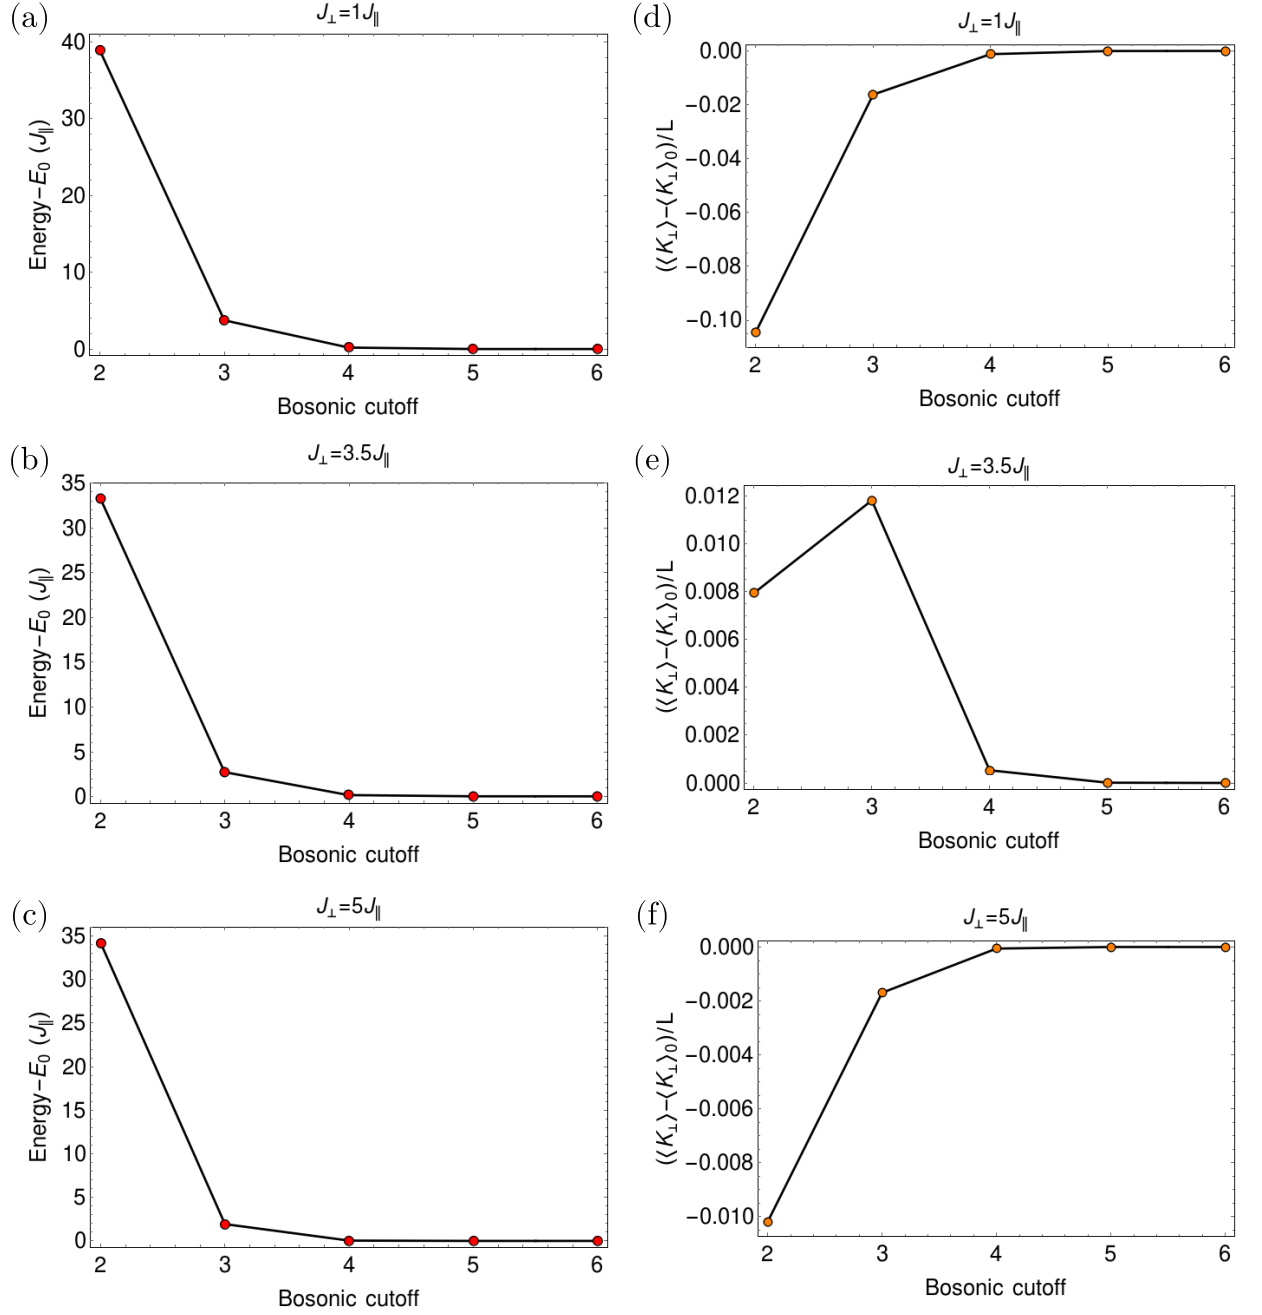 (a)
J⊥=1J∥
Energy−E₀ (J∥)
40
30
20
10
0
2 3 4 5 6
Bosonic cutoff
(d)
J⊥=1J∥
(⟨K⊥⟩−⟨K⊥⟩₀)/L
0.00
−0.02
−0.04
−0.06
−0.08
−0.10
2 3 4 5 6
Bosonic cutoff
(b)
J⊥=3.5J∥
Energy−E₀ (J∥)
35
30
25
20
15
10
5
0
2 3 4 5 6
Bosonic cutoff
(e)
J⊥=3.5J∥
(⟨K⊥⟩−⟨K⊥⟩₀)/L
0.012
0.010
0.008
0.006
0.004
0.002
0.000
2 3 4 5 6
Bosonic cutoff
(c)
J⊥=5J∥
Energy−E₀ (J∥)
35
30
25
20
15
10
5
0
2 3 4 5 6
Bosonic cutoff
(f)
J⊥=5J∥
(⟨K⊥⟩−⟨K⊥⟩₀)/L
0.000
−0.002
−0.004
−0.006
−0.008
−0.010
2 3 4 5 6
Bosonic cutoff